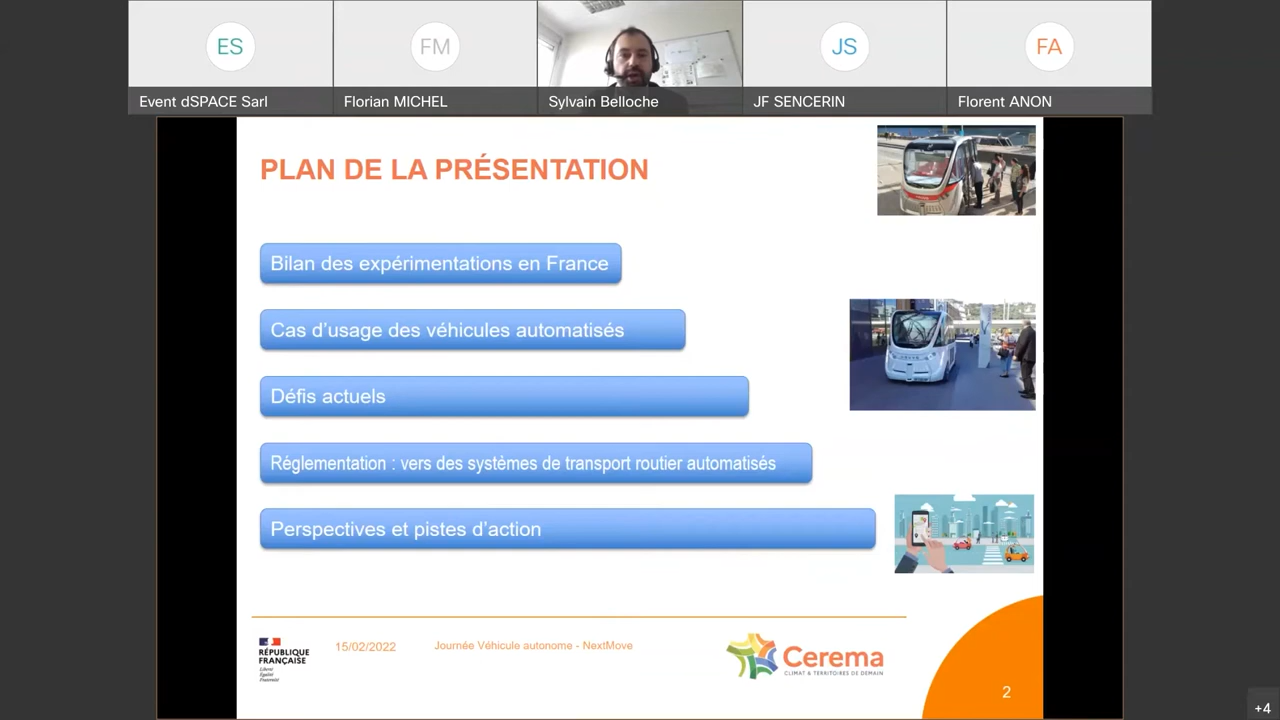 ES
FM
JS
FA
Event dSPACE Sarl
Florian MICHEL
Sylvain Belloche
JF SENCERIN
Florent ANON
PLAN DE LA PRÉSENTATION
Bilan des expérimentations en France
Cas d'usage des véhicules automatisés
Défis actuels
Réglementation : vers des systèmes de transport routier automatisés
Perspectives et pistes d'action
RÉPUBLIQUE
FRANÇAISE
Liberté
Égalité
Fraternité
15/02/2022
Journée Véhicule autonome - NextMove
Cerema
CLIMAT & TERRITOIRES DE DEMAIN
2
+4